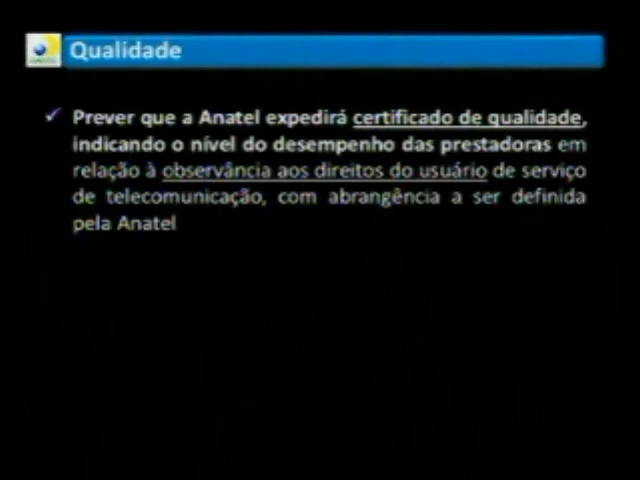 Qualidade
✓ Prever que a Anatel expedirá certificado de qualidade,
indicando o nível do desempenho das prestadoras em
relação à observância aos direitos do usuário de serviço
de telecomunicação, com abrangência a ser definida
pela Anatel